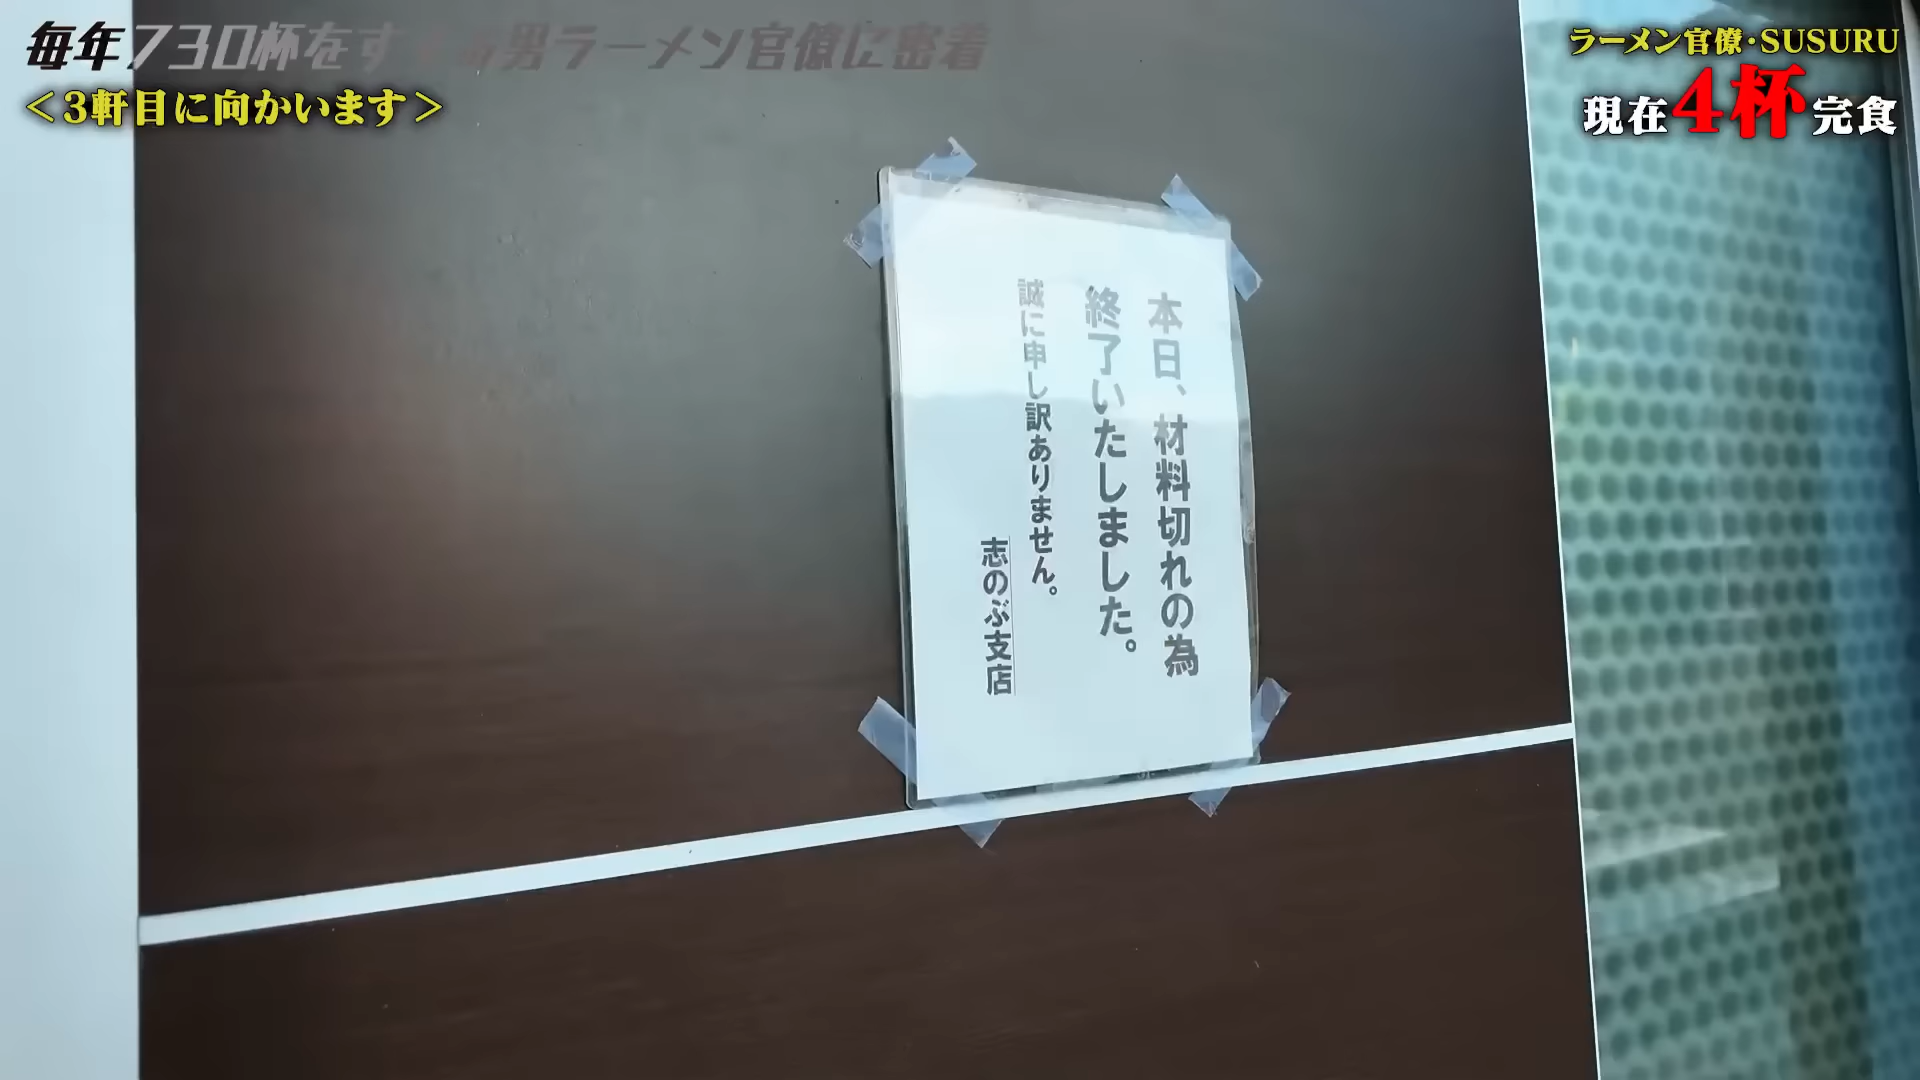 毎年730杯をす
男ラーメン官僚に密着
＜3軒目に向かいます＞
ラーメン官僚・SUSURU
現在4杯完食
本日、材料切れの為
終了いたしました。
誠に申し訳ありません。
志のぶ支店